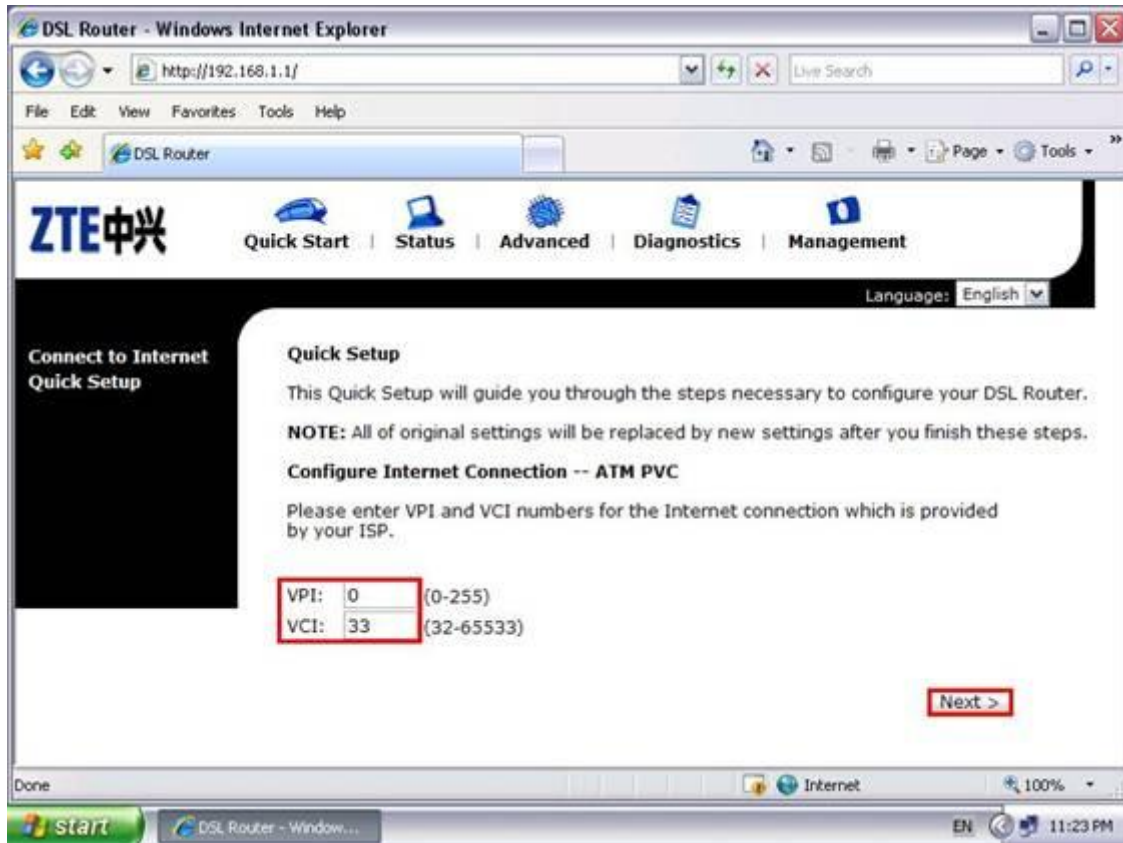 DSL Router - Windows Internet Explorer
http://192.168.1.1/
Live Search
File Edit View Favorites Tools Help
DSL Router
Page
Tools
ZTE中兴
Quick Start | Status | Advanced | Diagnostics | Management
Language: English
Connect to Internet
Quick Setup
Quick Setup
This Quick Setup will guide you through the steps necessary to configure your DSL Router.
NOTE: All of original settings will be replaced by new settings after you finish these steps.
Configure Internet Connection -- ATM PVC
Please enter VPI and VCI numbers for the Internet connection which is provided
by your ISP.
VPI: 0 (0-255)
VCI: 33 (32-65533)
Next >
Done
Internet
100%
start
DSL Router - Window...
EN
11:23 PM